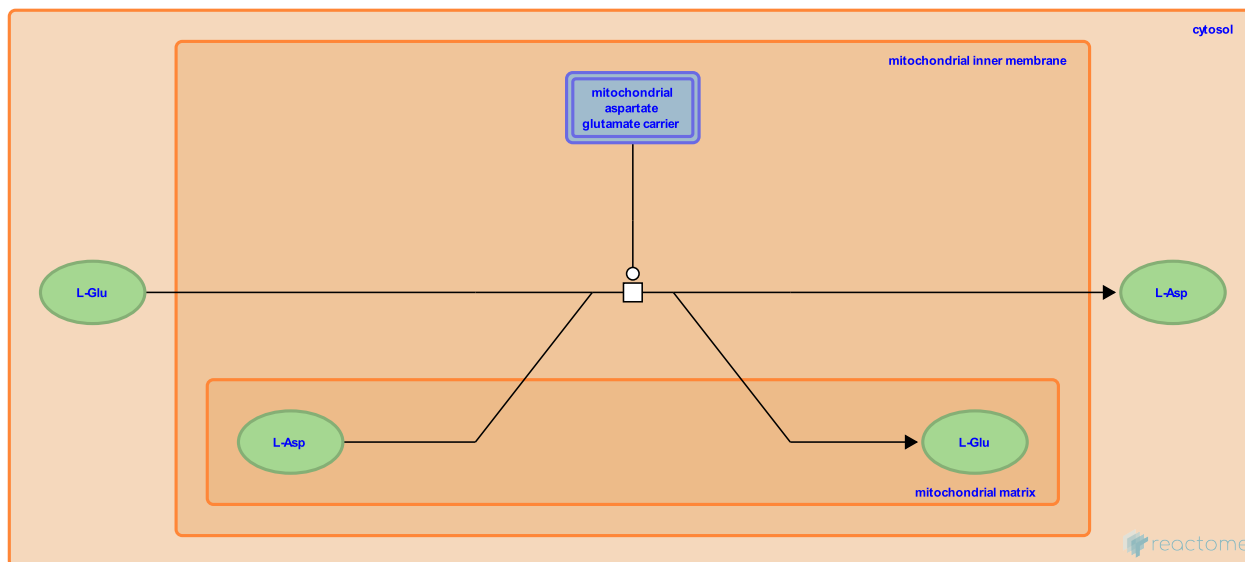 cytosol
mitochondrial inner membrane
mitochondrial
aspartate
glutamate carrier
L-Glu
L-Asp
L-Asp
L-Glu
mitochondrial matrix
reactome